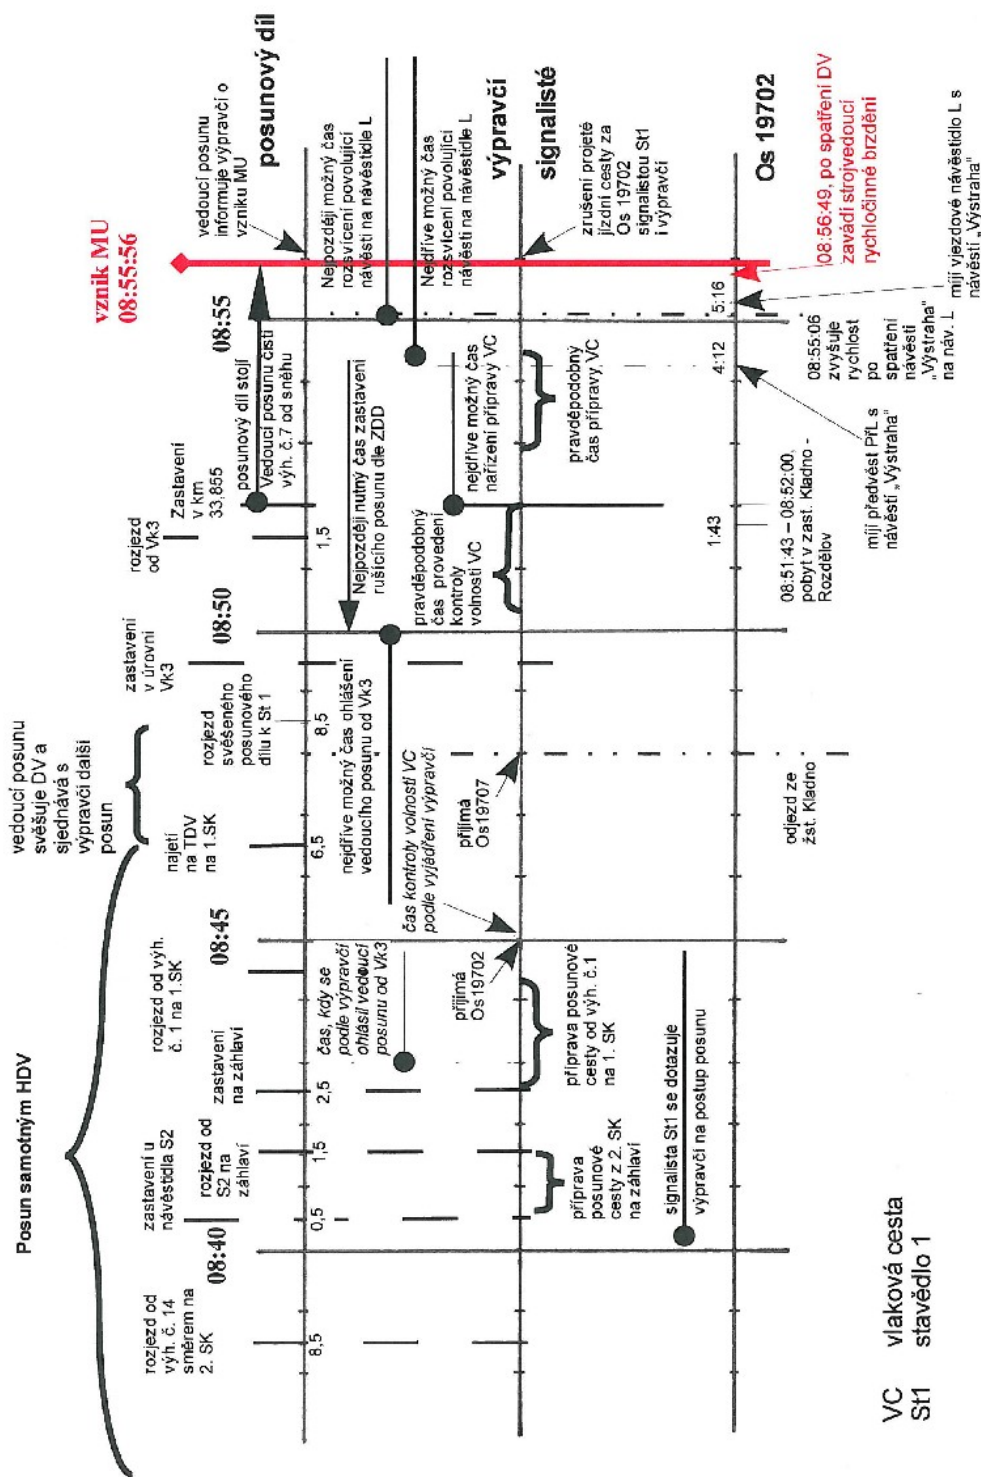 Posun samotným HDV
vedoucí posunu
svěšuje DV a
sjednává s
výpravčí další
posun
vznik MU
08:55:56
rozjezd od
výh. č. 14
směrem na
2. SK
zastavení u
návěstidla S2
rozjezd od
S2 na
záhlaví
zastavení
na záhlaví
rozjezd od výh.
č. 1 na 1.SK
najetí
na TDV
na 1.SK
rozjezd
svěšeného
posunového
dílu k St 1
zastavení
v úrovni
Vk3
rozjezd
od Vk3
Zastavení
v km
33,855
posunový díl stojí
Vedoucí posunu čistí
výh. č.7 od sněhu
vedoucí posunu
informuje výpravčí o
vzniku MU
posunový díl
08:40
08:45
08:50
08:55
8,5
0,5
1,5
2,5
6,5
8,5
1,5
čas, kdy se
podle výpravčí
ohlásil vedoucí
posunu od Vk3
nejdříve možný čas ohlášení
vedoucího posunu od Vk3
čas kontroly volnosti VC
podle vyjádření výpravčí
Nejpozději nutný čas zastavení
rušícího posunu dle ZDD
pravděpodobný
čas provedení
kontroly
volnosti VC
nejdříve možný čas
nařízení přípravy VC
Nejpozději možný čas
rozsvícení povolující
návěsti na návěstidle L
Nejdříve možný čas
rozsvícení povolující
návěsti na návěstidle L
výpravčí
signalisté
přijímá
Os19702
přijímá
Os19707
příprava
posunové
cesty z 2. SK
na záhlaví
příprava posunové
cesty od výh. č.1
na 1. SK
pravděpodobný
čas přípravy VC
zrušení projeté
jízdní cesty za
Os 19702
signalistou St1
i výpravčí
signalista St1 se dotazuje
výpravčí na postup posunu
Os 19702
odjezd ze
žst. Kladno
1:43
4:12
5:16
08:51:43 – 08:52:00,
pobyt v zast. Kladno -
Rozdělov
míjí předvěst PřL s
návěstí „Výstraha"
08:55:06
zvyšuje
rychlost
po
spatření
návěsti
„Výstraha"
na náv. L
08:56:49, po spatření DV
zavádí strojvedoucí
rychločinné brzdění
míjí vjezdové návěstidlo L s
návěstí „Výstraha"
VC vlaková cesta
St1 stavědlo 1